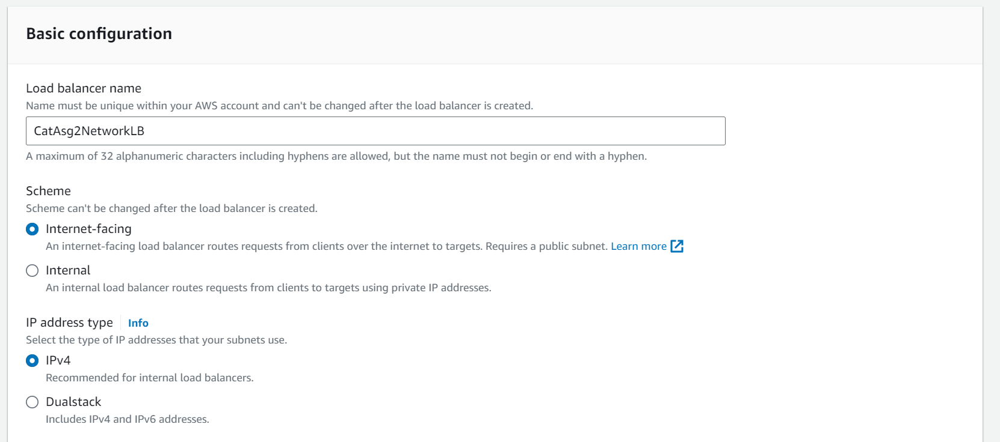 Basic configuration
Load balancer name
Name must be unique within your AWS account and can't be changed after the load balancer is created.
CatAsg2NetworkLB
A maximum of 32 alphanumeric characters including hyphens are allowed, but the name must not begin or end with a hyphen.
Scheme
Scheme can't be changed after the load balancer is created.
Internet-facing
An internet-facing load balancer routes requests from clients over the internet to targets. Requires a public subnet. Learn more
Internal
An internal load balancer routes requests from clients to targets using private IP addresses.
IP address type Info
Select the type of IP addresses that your subnets use.
IPv4
Recommended for internal load balancers.
Dualstack
Includes IPv4 and IPv6 addresses.